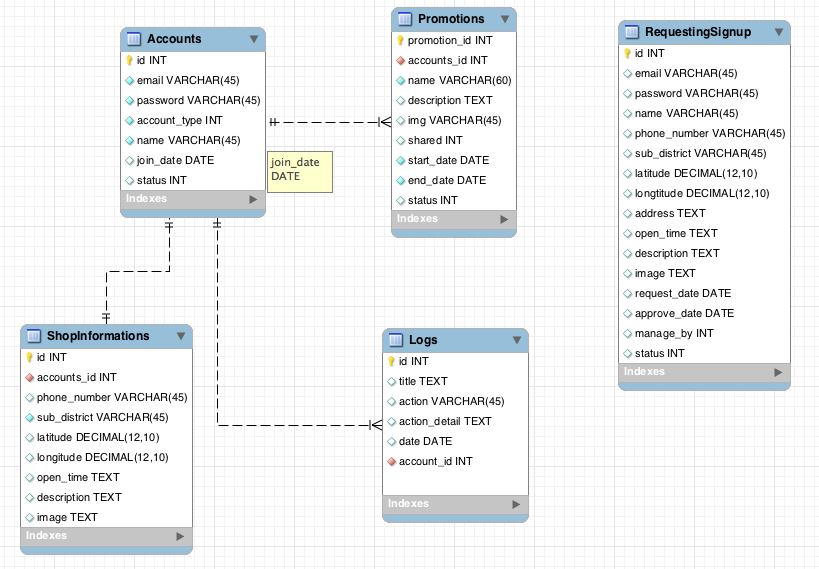 Accounts
id INT
email VARCHAR(45)
password VARCHAR(45)
account_type INT
name VARCHAR(45)
join_date DATE
status INT
Indexes
join_date
DATE
Promotions
promotion_id INT
accounts_id INT
name VARCHAR(60)
description TEXT
img VARCHAR(45)
shared INT
start_date DATE
end_date DATE
status INT
Indexes
RequestingSignup
id INT
email VARCHAR(45)
password VARCHAR(45)
name VARCHAR(45)
phone_number VARCHAR(45)
sub_district VARCHAR(45)
latitude DECIMAL(12,10)
longtitude DECIMAL(12,10)
address TEXT
open_time TEXT
description TEXT
image TEXT
request_date DATE
approve_date DATE
manage_by INT
status INT
Indexes
ShopInformations
id INT
accounts_id INT
phone_number VARCHAR(45)
sub_district VARCHAR(45)
latitude DECIMAL(12,10)
longitude DECIMAL(12,10)
open_time TEXT
description TEXT
image TEXT
Indexes
Logs
id INT
title TEXT
action VARCHAR(45)
action_detail TEXT
date DATE
account_id INT
Indexes